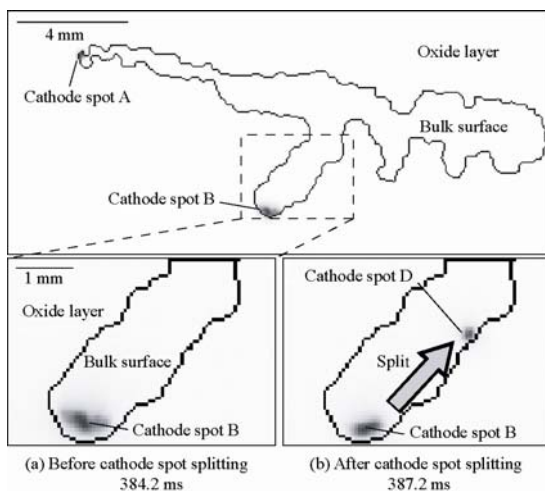 4 mm
Oxide layer
Cathode spot A
Bulk surface
Cathode spot B
1 mm
Oxide layer
Bulk surface
Cathode spot B
Cathode spot D
Split
Cathode spot B
(a) Before cathode spot splitting
384.2 ms
(b) After cathode spot splitting
387.2 ms